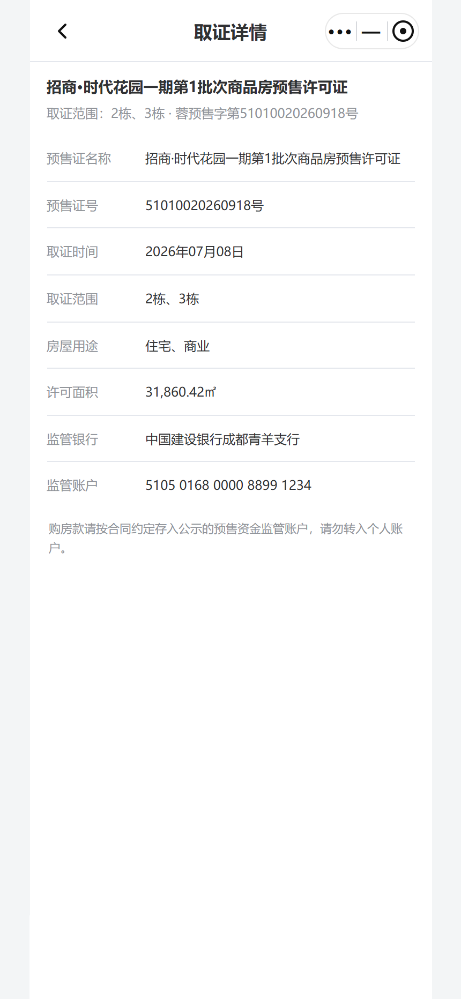 取证详情
招商·时代花园一期第1批次商品房预售许可证
取证范围：2栋、3栋 · 蓉预售字第51010020260918号
预售证名称 招商·时代花园一期第1批次商品房预售许可证
预售证号 51010020260918号
取证时间 2026年07月08日
取证范围 2栋、3栋
房屋用途 住宅、商业
许可面积 31,860.42㎡
监管银行 中国建设银行成都青羊支行
监管账户 5105 0168 0000 8899 1234
购房款请按合同约定存入公示的预售资金监管账户，请勿转入个人账
户。